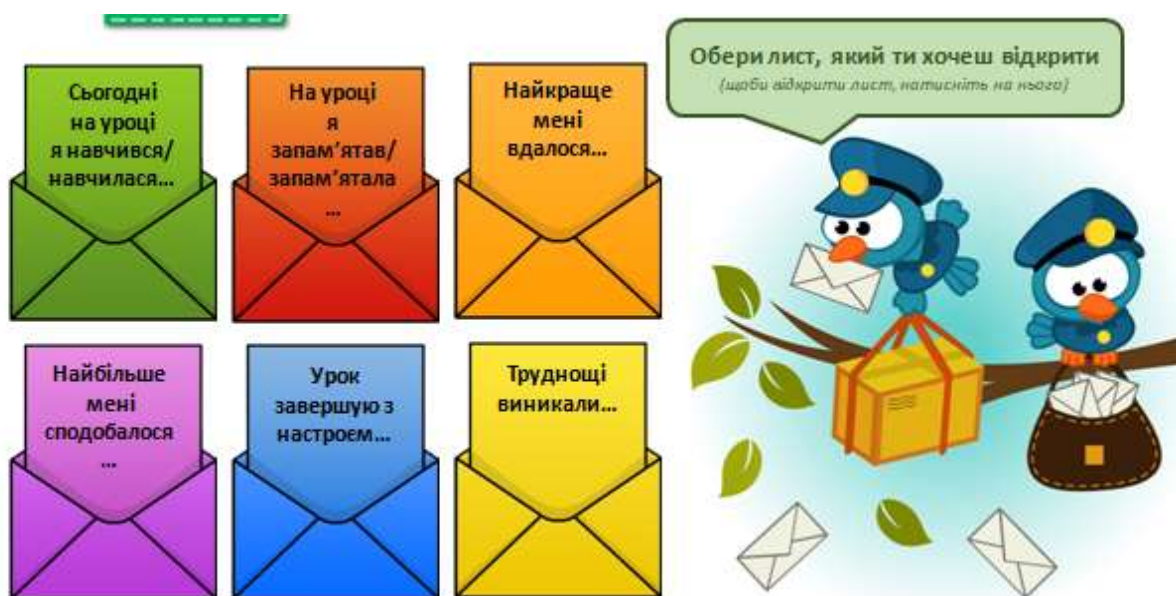 Обери лист, який ти хочеш відкрити
(щоби відкрити лист, натисніть на нього)
Сьогодні
на уроці
я навчився/
навчилася...
На уроці
я
запам’ятав/
запам’ятала
...
Найкраще
мені
вдалося...
Найбільше
мені
сподобалося
...
Урок
завершую з
настроєм...
Труднощі
виникали...